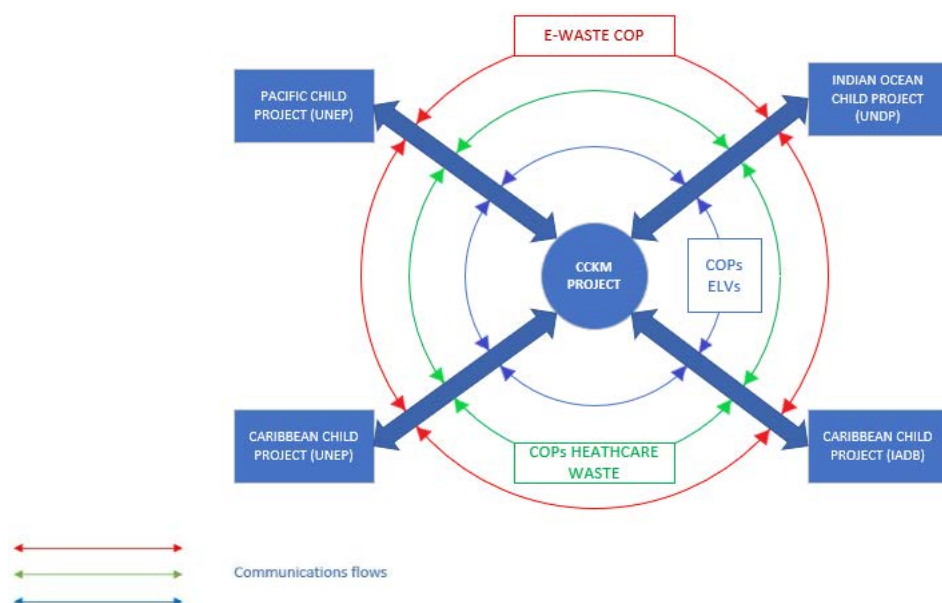 E-WASTE COP
PACIFIC CHILD
PROJECT (UNEP)
INDIAN OCEAN
CHILD PROJECT
(UNDP)
CCKM
PROJECT
COPs
ELVs
CARIBBEAN CHILD
PROJECT (UNEP)
COPs HEATHCARE
WASTE
CARIBBEAN CHILD
PROJECT (IADB)
Communications flows